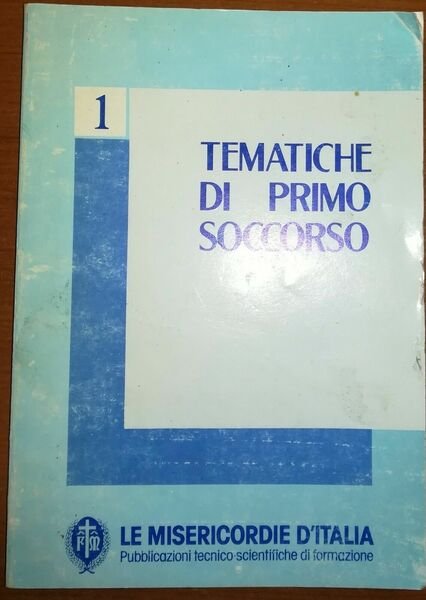 1
TEMATICHE
DI PRIMO
SOCCORSO
LE MISERICORDIE D'ITALIA
Pubblicazioni tecnico-scientifiche di formazione